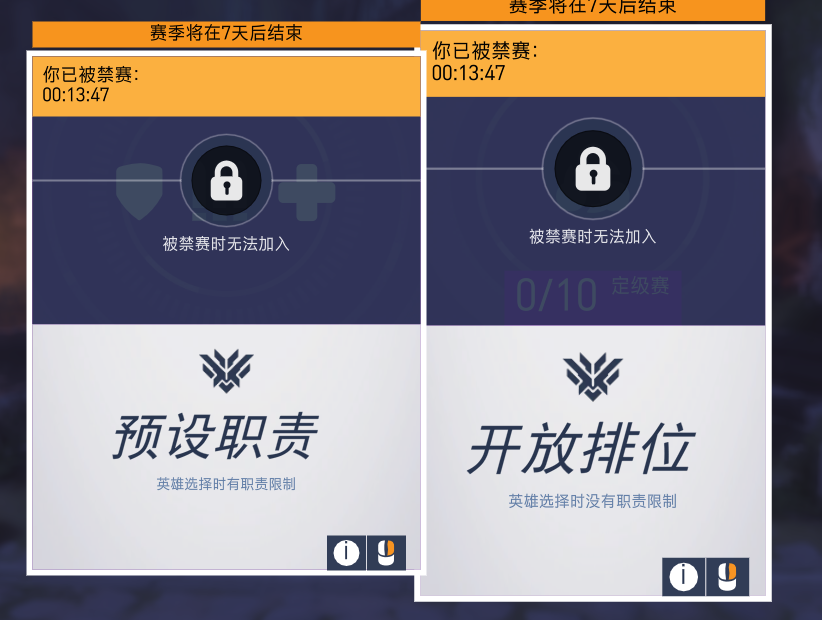 赛季将在7天后结束
你已被禁赛：
00:13:47
被禁赛时无法加入
预设职责
英雄选择时有职责限制
赛季将在7天后结束
你已被禁赛：
00:13:47
被禁赛时无法加入
0/10 定级赛
开放排位
英雄选择时没有职责限制